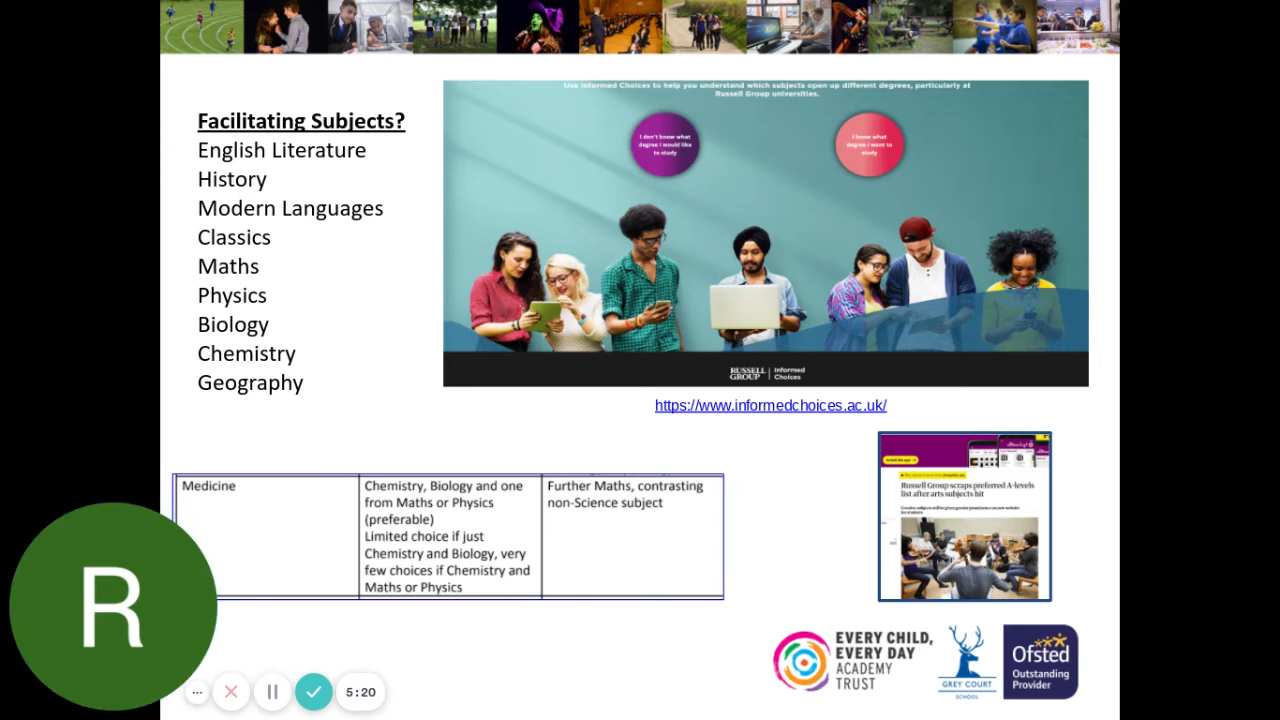 Facilitating Subjects?
English Literature
History
Modern Languages
Classics
Maths
Physics
Biology
Chemistry
Geography
Use Informed Choices to help you understand which subjects open up different degrees, particularly at
Russell Group universities.
I don't know what
degree I would like
to study
I know what
degree I want to
study
RUSSELL
GROUP
Informed
Choices
https://www.informedchoices.ac.uk/
Medicine
Chemistry, Biology and one
from Maths or Physics
(preferable)
Limited choice if just
Chemistry and Biology, very
few choices if Chemistry and
Maths or Physics
Further Maths, contrasting
non-Science subject
Russell Group scraps preferred A-levels
list after arts subjects hit
EVERY CHILD,
EVERY DAY
ACADEMY
TRUST
GREY COURT
SCHOOL
Ofsted
Outstanding
Provider
R
5:20